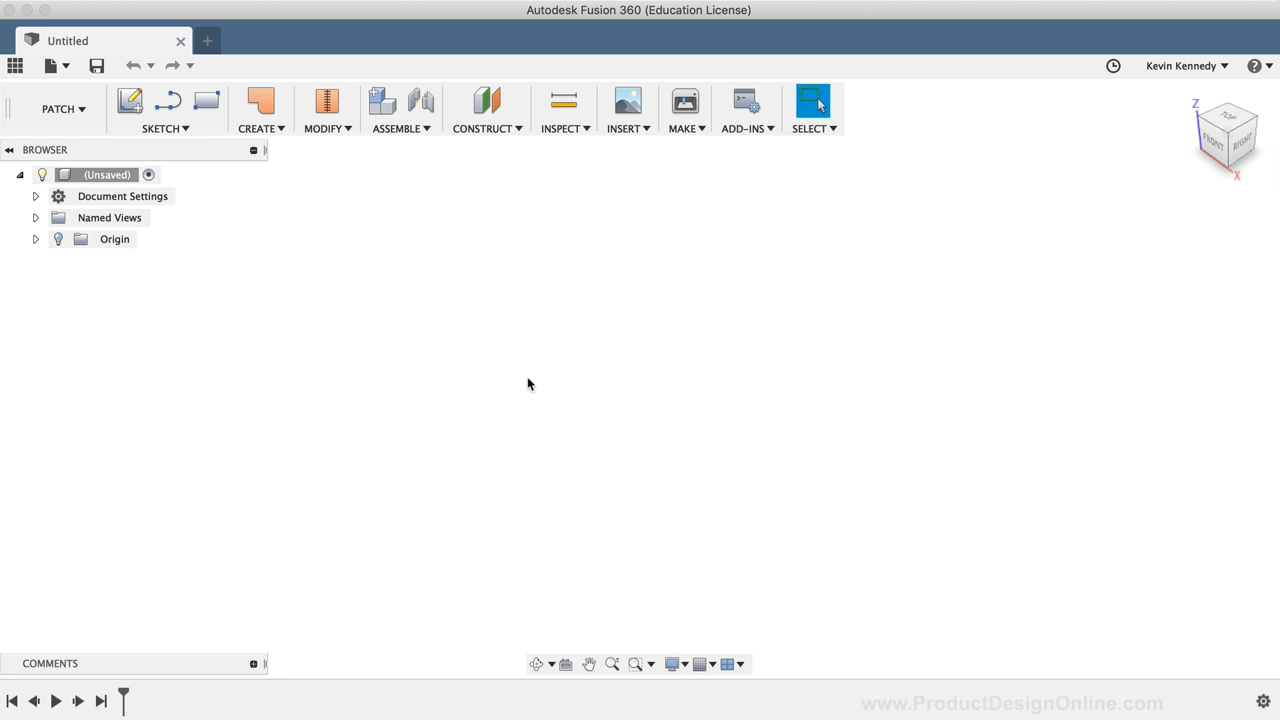 Autodesk Fusion 360 (Education License)
Untitled
Kevin Kennedy
PATCH
SKETCH
CREATE
MODIFY
ASSEMBLE
CONSTRUCT
INSPECT
INSERT
MAKE
ADD-INS
SELECT
Z
TOP
FRONT
RIGHT
X
BROWSER
(Unsaved)
Document Settings
Named Views
Origin
COMMENTS
www.ProductDesignOnline.com